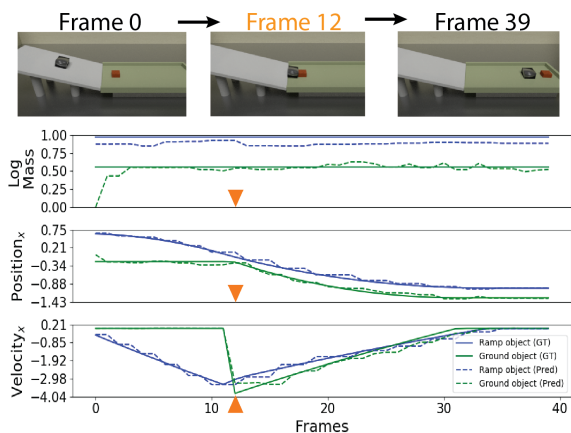 Frame 0 Frame 12 Frame 39
Log Mass
1.00
0.75
0.50
0.25
0.00
Positionₓ
0.75
0.21
−0.34
−0.88
−1.43
Velocityₓ
0.21
−0.85
−1.92
−2.98
−4.04
Ramp object (GT)
Ground object (GT)
Ramp object (Pred)
Ground object (Pred)
0 10 20 30 40
Frames